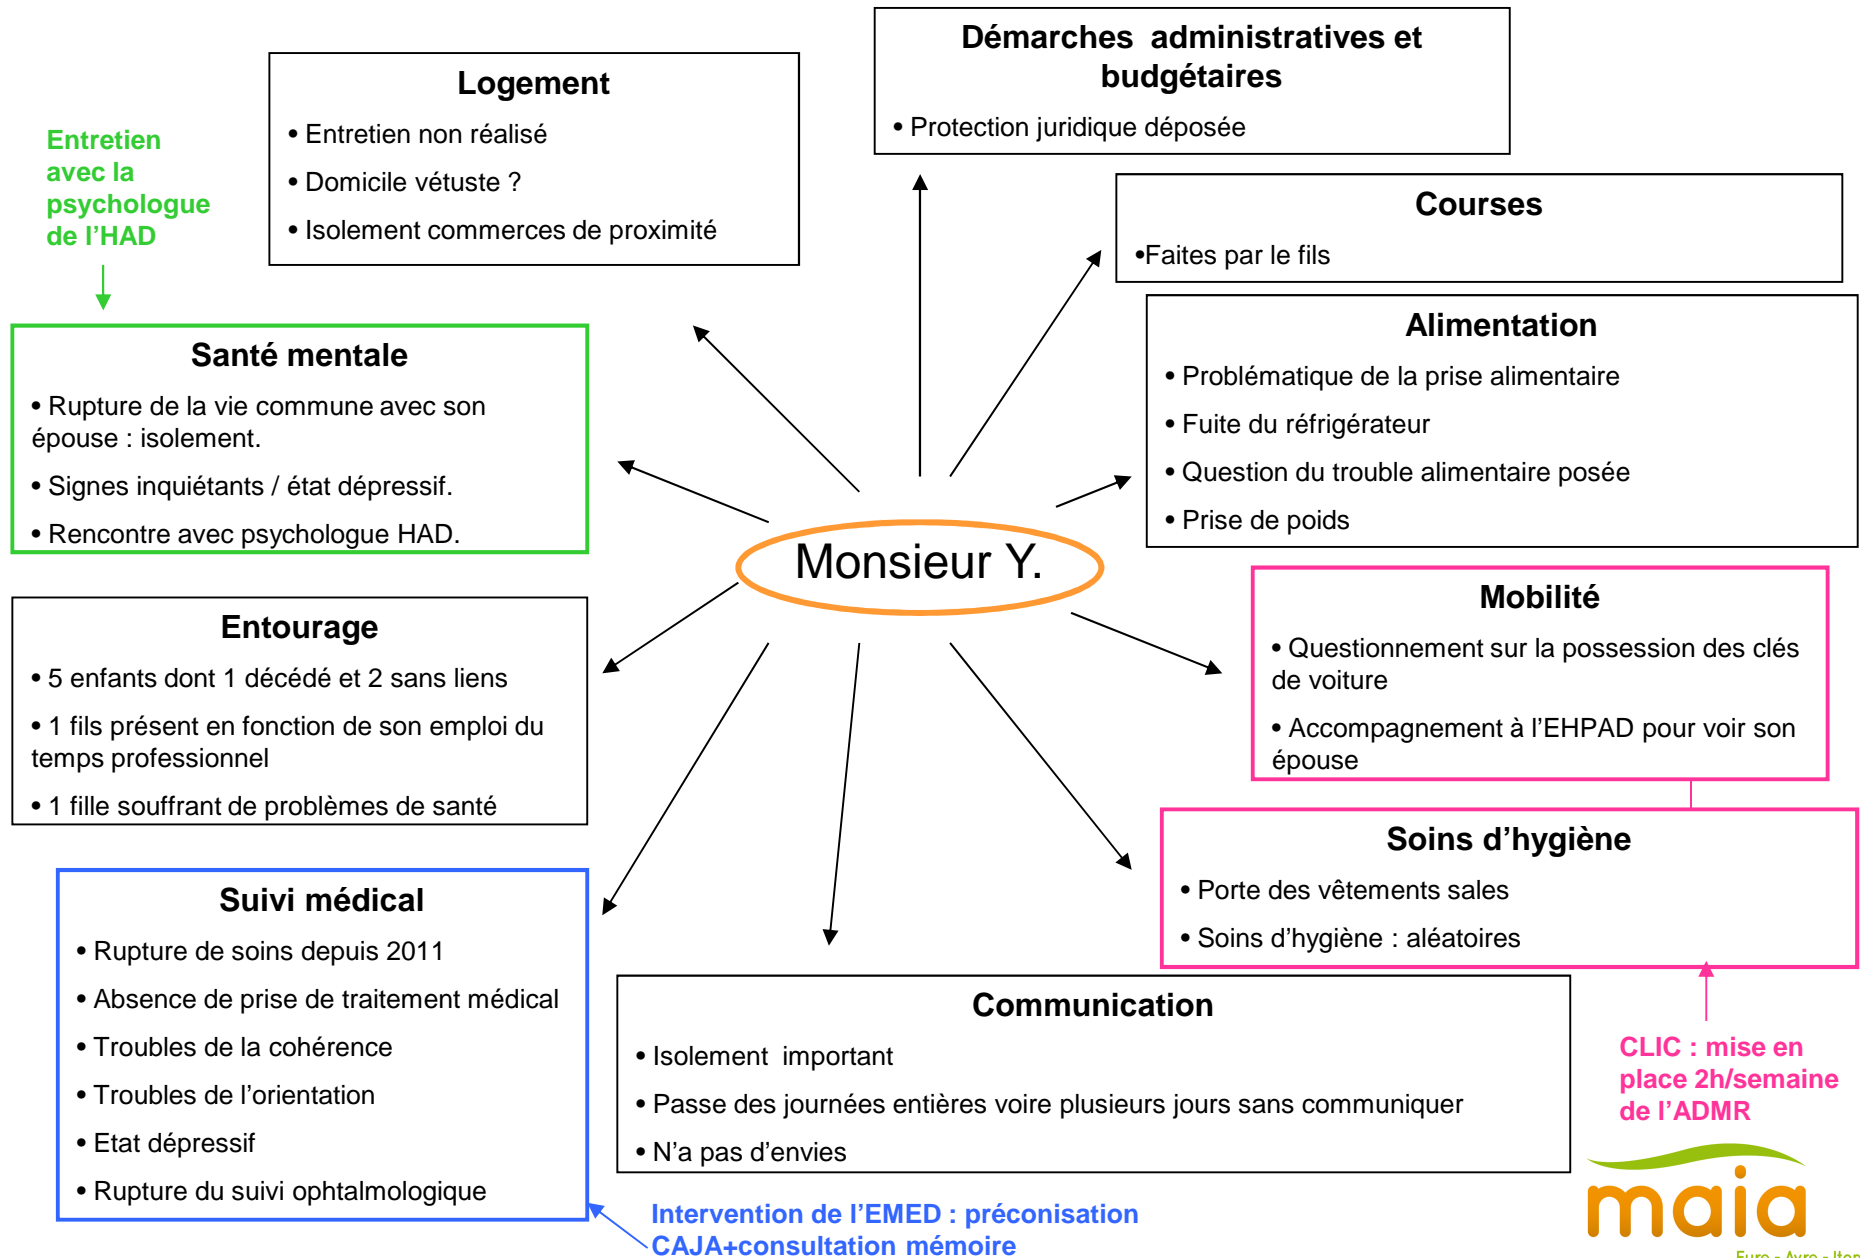 Démarches  administratives et
budgétaires
• Protection juridique déposée
Logement
• Entretien non réalisé
• Domicile vétuste ?
• Isolement commerces de proximité
Entretien
avec la
psychologue
de l’HAD
Courses
•Faites par le fils
Alimentation
• Problématique de la prise alimentaire
• Fuite du réfrigérateur
• Question du trouble alimentaire posée
• Prise de poids
Santé mentale
• Rupture de la vie commune avec son
épouse : isolement.
• Signes inquiétants / état dépressif.
• Rencontre avec psychologue HAD.
Monsieur Y.
Mobilité
• Questionnement sur la possession des clés
de voiture
• Accompagnement à l’EHPAD pour voir son
épouse
Entourage
• 5 enfants dont 1 décédé et 2 sans liens
• 1 fils présent en fonction de son emploi du
temps professionnel
• 1 fille souffrant de problèmes de santé
Soins d’hygiène
• Porte des vêtements sales
• Soins d’hygiène : aléatoires
Suivi médical
• Rupture de soins depuis 2011
• Absence de prise de traitement médical
• Troubles de la cohérence
• Troubles de l’orientation
• Etat dépressif
• Rupture du suivi ophtalmologique
Communication
• Isolement  important
• Passe des journées entières voire plusieurs jours sans communiquer
• N’a pas d’envies
CLIC : mise en
place 2h/semaine
de l’ADMR
Intervention de l’EMED : préconisation
CAJA+consultation mémoire
maia
Eure - Avre - Iton